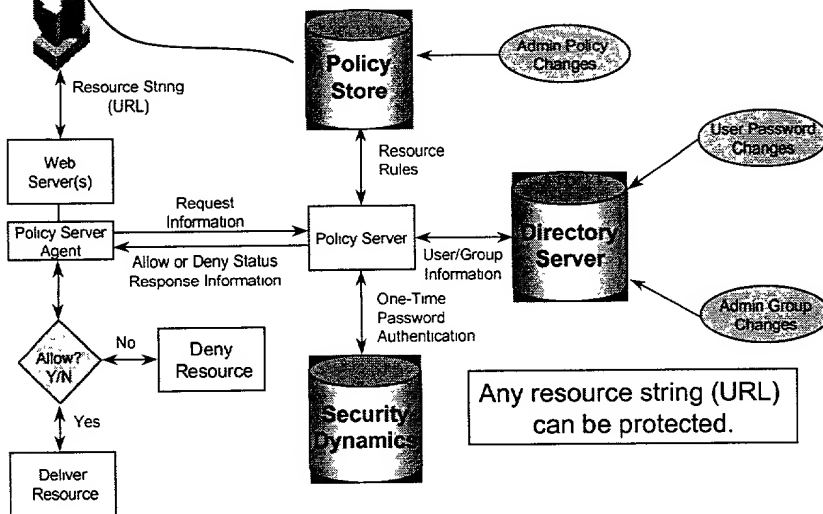 Policy
Store
Admin Policy
Changes
Resource String
(URL)
User Password
Changes
Web
Server(s)
Resource
Rules
Request
Information
Policy Server
Agent
Policy Server
Directory
Server
Allow or Deny Status
Response Information
User/Group
Information
One-Time
Password
Authentication
Admin Group
Changes
Allow?
Y/N
No
Deny
Resource
Security
Dynamics
Any resource string (URL)
can be protected.
Yes
Deliver
Resource